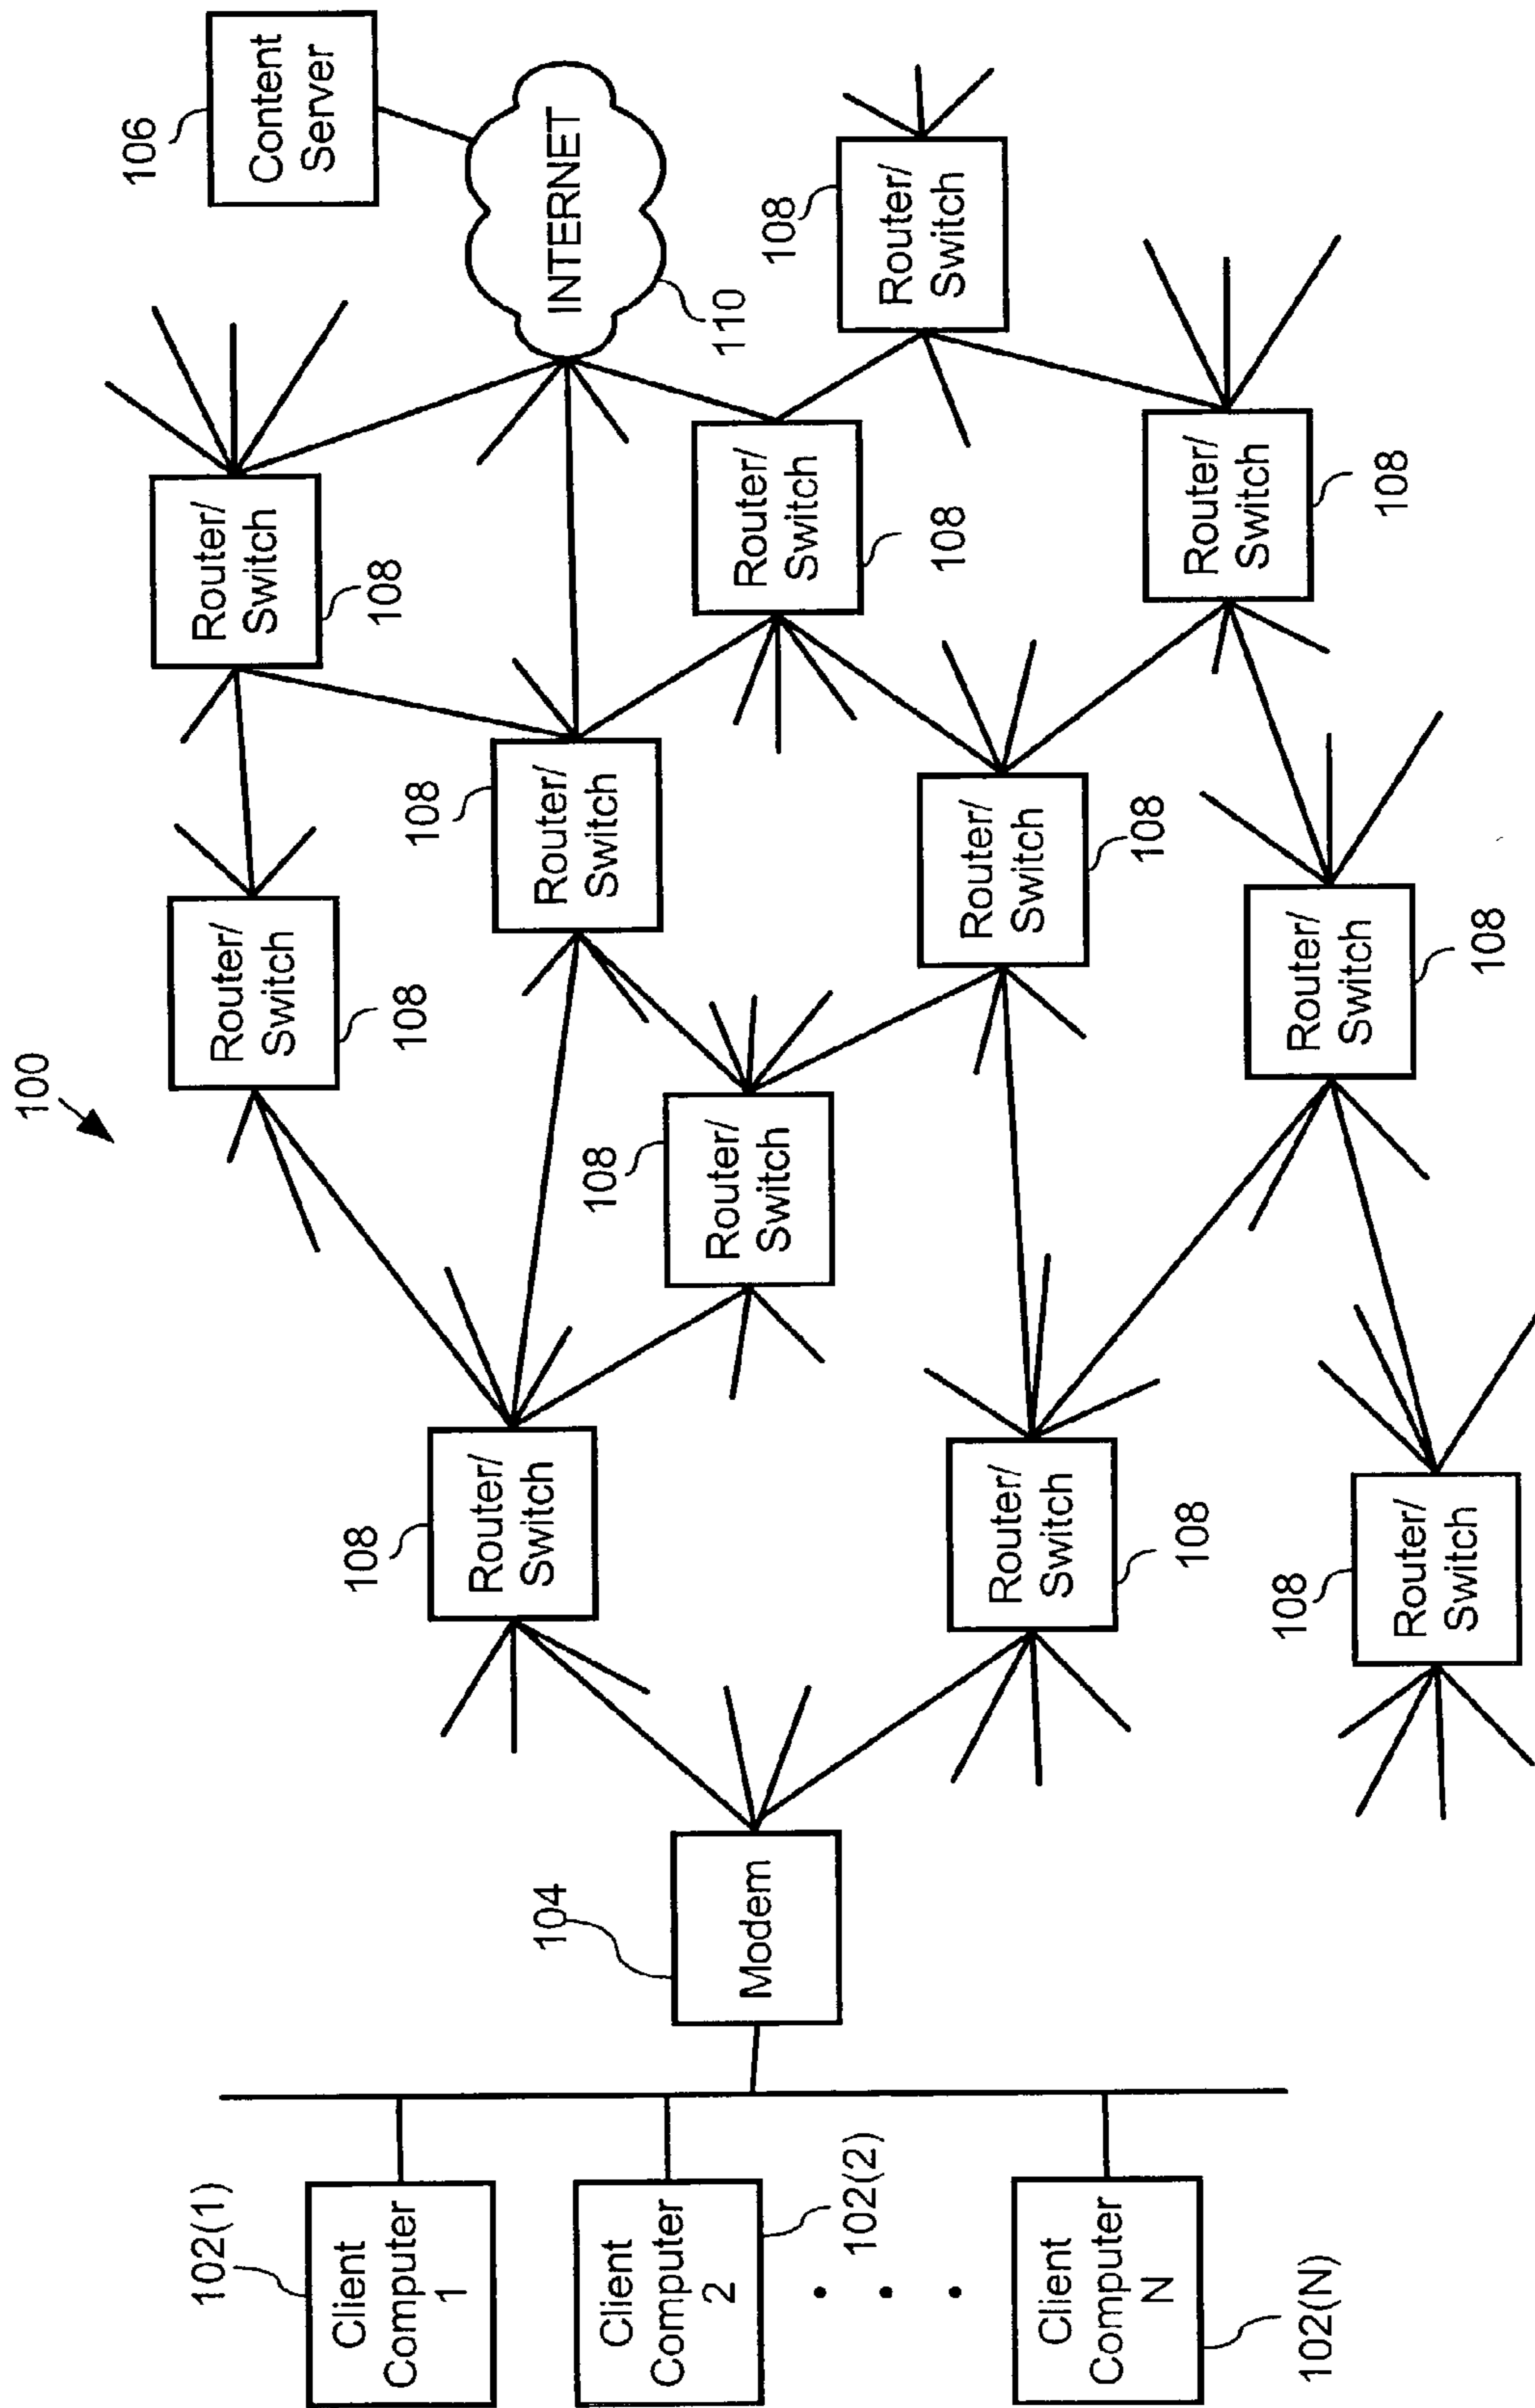 100
102(1)
Client
Computer
1
Client
Computer
2
102(2)
Client
Computer
N
102(N)
104
Modem
108
Router/
Switch
Router/
Switch
108
108
Router/
Switch
Router/
Switch
108
108
Router/
Switch
108
Router/
Switch
Router/
Switch
108
Router/
Switch
108
Router/
Switch
108
Router/
Switch
108
Router/
Switch
108
108
Router/
Switch
INTERNET
110
106
Content
Server